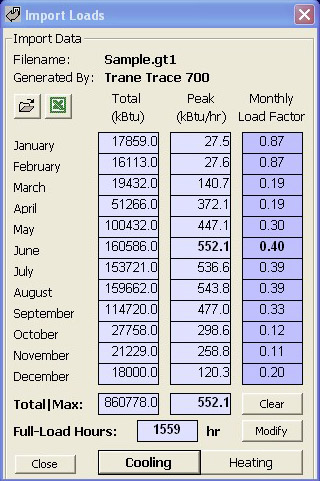 Import Loads
Import Data
Filename: Sample.gt1
Generated By: Trane Trace 700
Total Peak Monthly
(kBtu) (kBtu/hr) Load Factor
January 17859.0 27.5 0.87
February 16113.0 27.6 0.87
March 19432.0 140.7 0.19
April 51266.0 372.1 0.19
May 100432.0 447.1 0.30
June 160586.0 552.1 0.40
July 153721.0 536.6 0.39
August 159662.0 543.8 0.39
September 114720.0 477.0 0.33
October 27758.0 298.6 0.12
November 21229.0 258.8 0.11
December 18000.0 120.3 0.20
Total|Max: 860778.0 552.1 Clear
Full-Load Hours: 1559 hr Modify
Close Cooling Heating